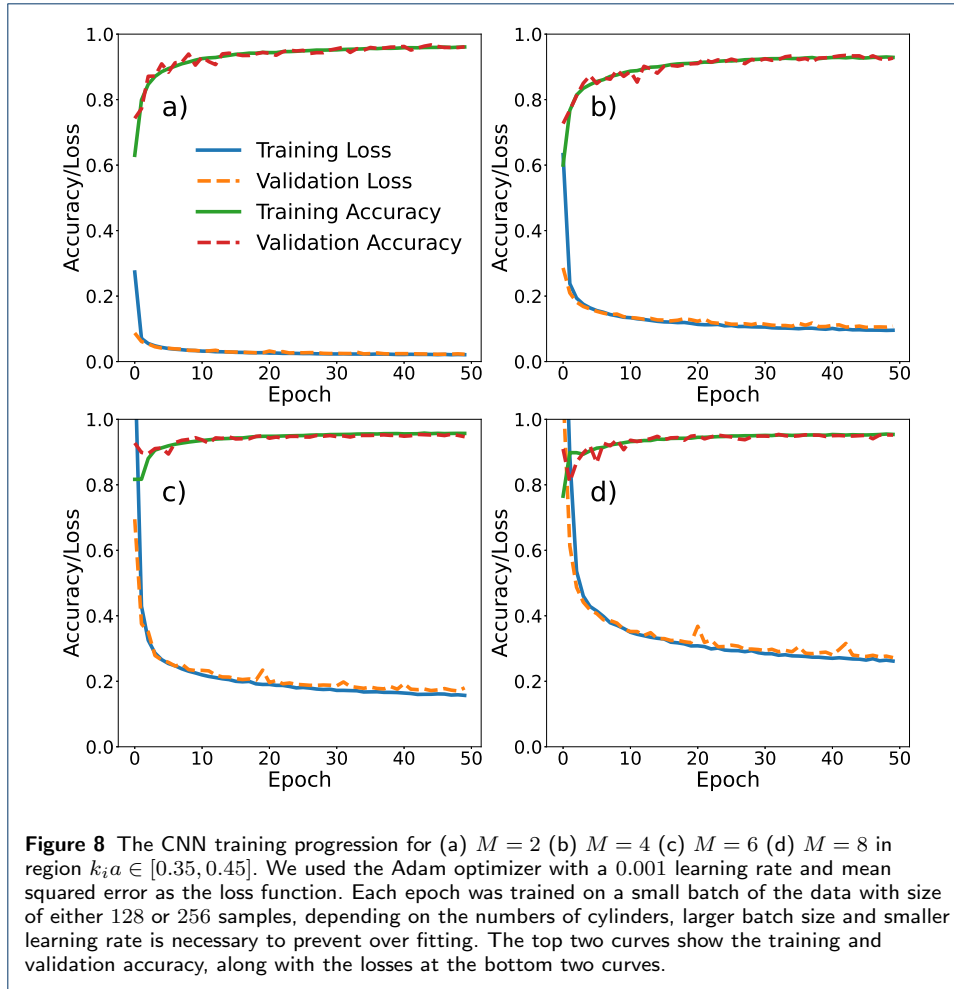 1.0
0.8
0.6
0.4
0.2
0.0
Accuracy/Loss
a)
Training Loss
Validation Loss
Training Accuracy
Validation Accuracy
0 10 20 30 40 50
Epoch
1.0
0.8
0.6
0.4
0.2
0.0
Accuracy/Loss
b)
0 10 20 30 40 50
Epoch
1.0
0.8
0.6
0.4
0.2
0.0
Accuracy/Loss
c)
0 10 20 30 40 50
Epoch
1.0
0.8
0.6
0.4
0.2
0.0
Accuracy/Loss
d)
0 10 20 30 40 50
Epoch
Figure 8 The CNN training progression for (a) M = 2 (b) M = 4 (c) M = 6 (d) M = 8 in
region kᵢa ∈ [0.35, 0.45]. We used the Adam optimizer with a 0.001 learning rate and mean
squared error as the loss function. Each epoch was trained on a small batch of the data with size
of either 128 or 256 samples, depending on the numbers of cylinders, larger batch size and smaller
learning rate is necessary to prevent over fitting. The top two curves show the training and
validation accuracy, along with the losses at the bottom two curves.